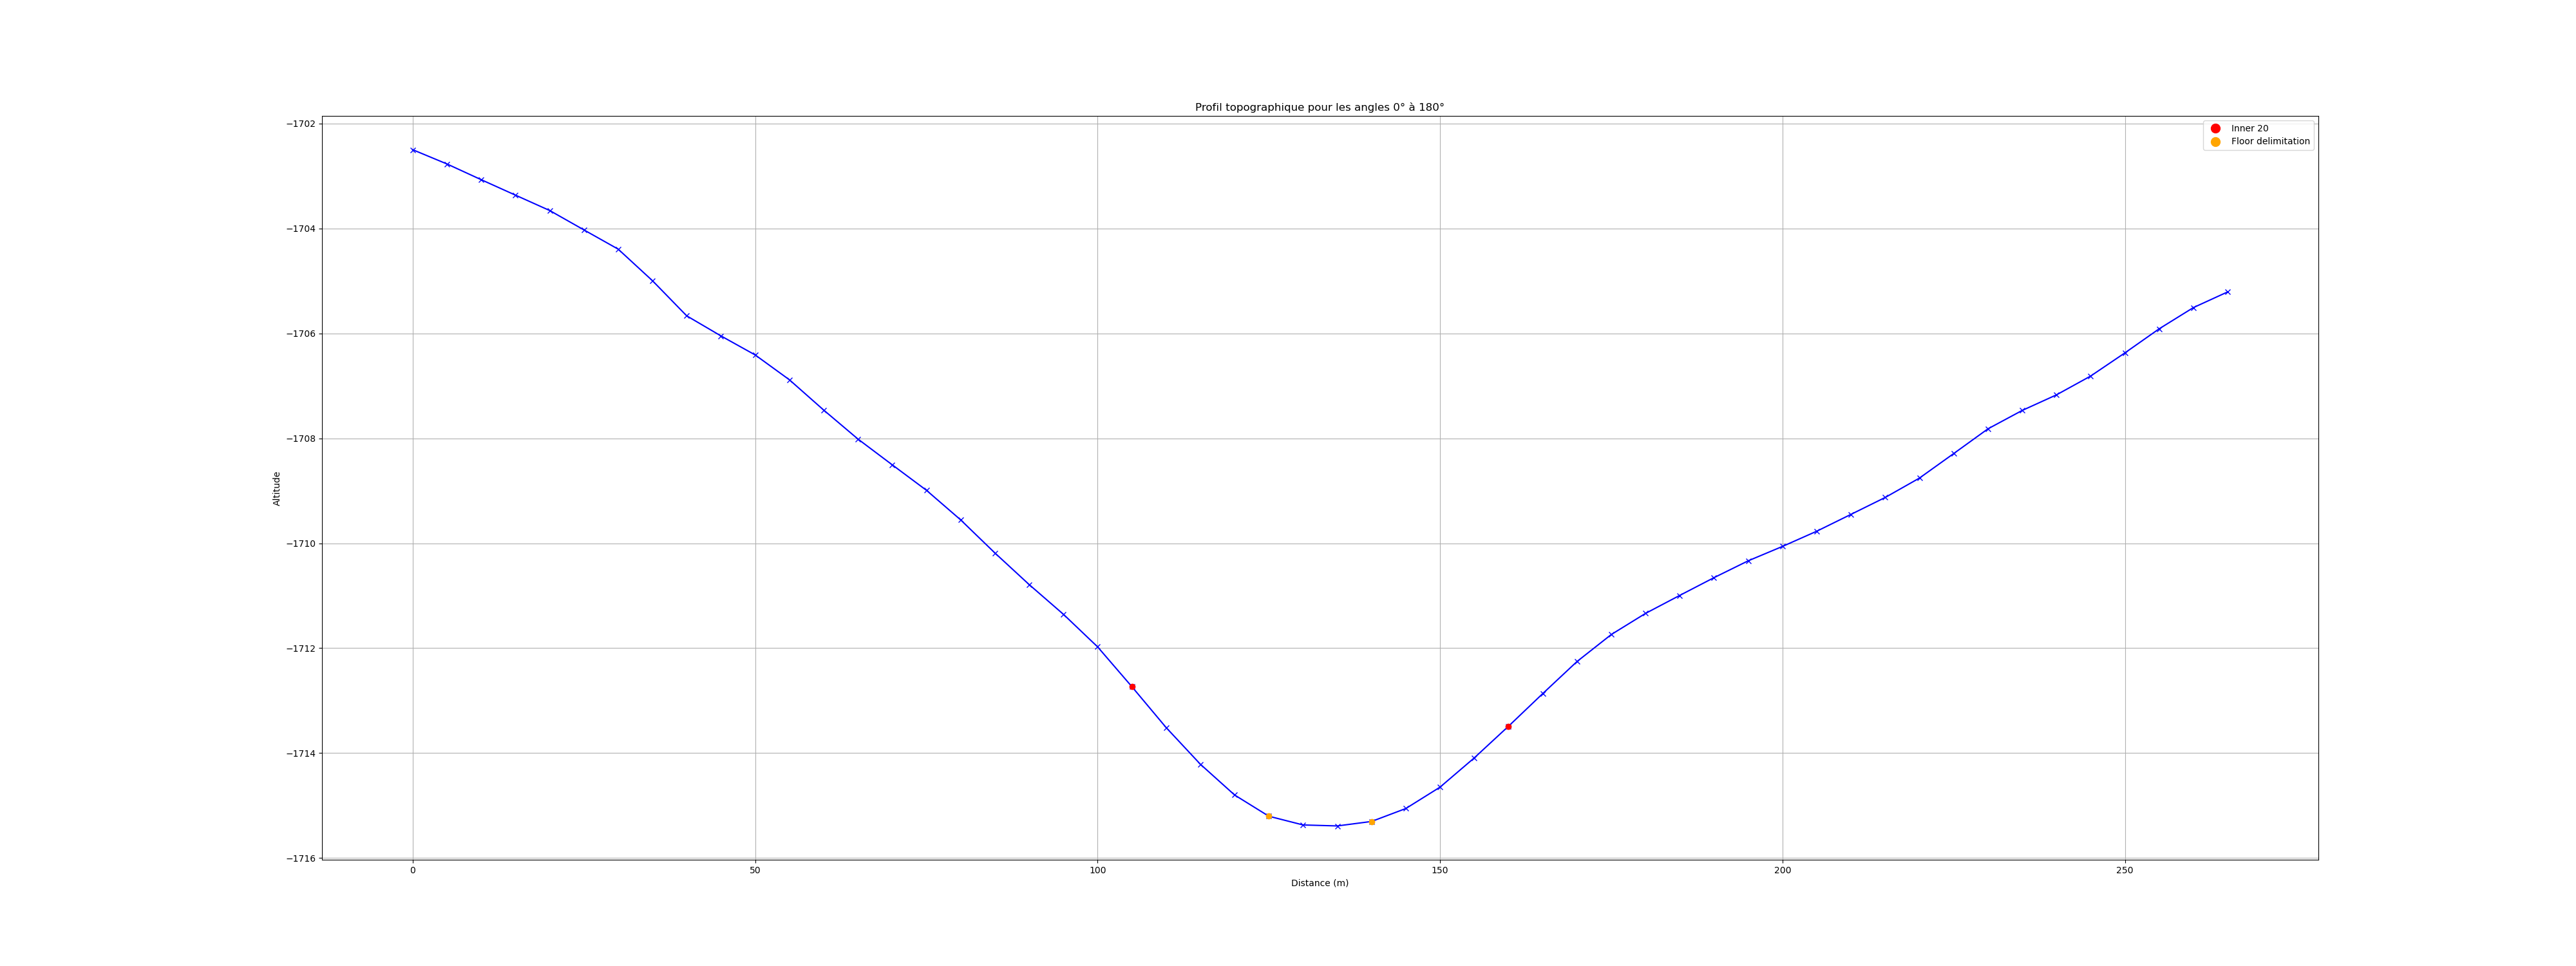 Profil topographique pour les angles 0° à 180°
Inner 20
Floor delimitation
Altitude
−1702
−1704
−1706
−1708
−1710
−1712
−1714
−1716
0
50
100
150
200
250
Distance (m)